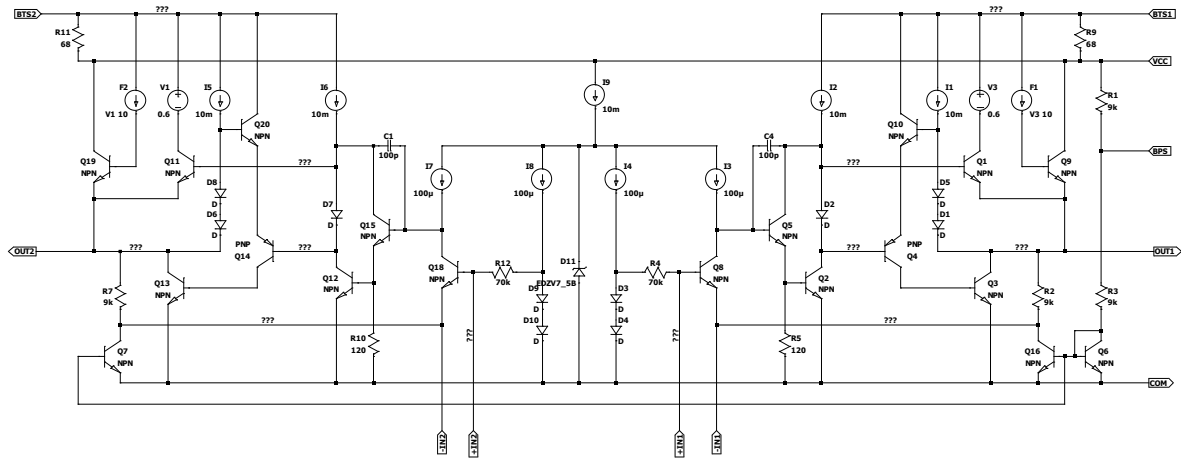 BTS2
???
???
BTS1
R11
68
R9
68
VCC
F2
V1 10
V1
0.6
I5
10m
I6
10m
I9
10m
I2
10m
I1
10m
V3
0.6
F1
V3 10
R1
9k
Q20
NPN
Q10
NPN
C1
100p
C4
100p
BPS
Q19
NPN
Q11
NPN
???
???
Q1
NPN
Q9
NPN
I7
100µ
I8
100µ
I4
100µ
I3
100µ
D8
D
D6
D
D7
D
D2
D
D5
D
D1
D
Q15
NPN
Q5
NPN
OUT2
???
PNP
Q14
???
???
PNP
Q4
???
OUT1
Q18
NPN
R12
70k
D11
EDZV7_5B
R4
70k
Q8
NPN
R7
9k
Q13
NPN
Q12
NPN
Q2
NPN
Q3
NPN
R2
9k
R3
9k
D9
D
D10
D
D3
D
D4
D
???
???
???
???
Q7
NPN
R10
120
R5
120
Q16
NPN
Q6
NPN
COM
-IN2
+IN2
+IN1
-IN1